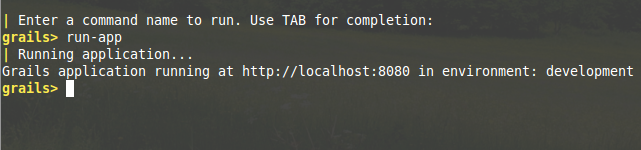 | Enter a command name to run. Use TAB for completion:
grails> run-app
| Running application...
Grails application running at http://localhost:8080 in environment: development
grails>